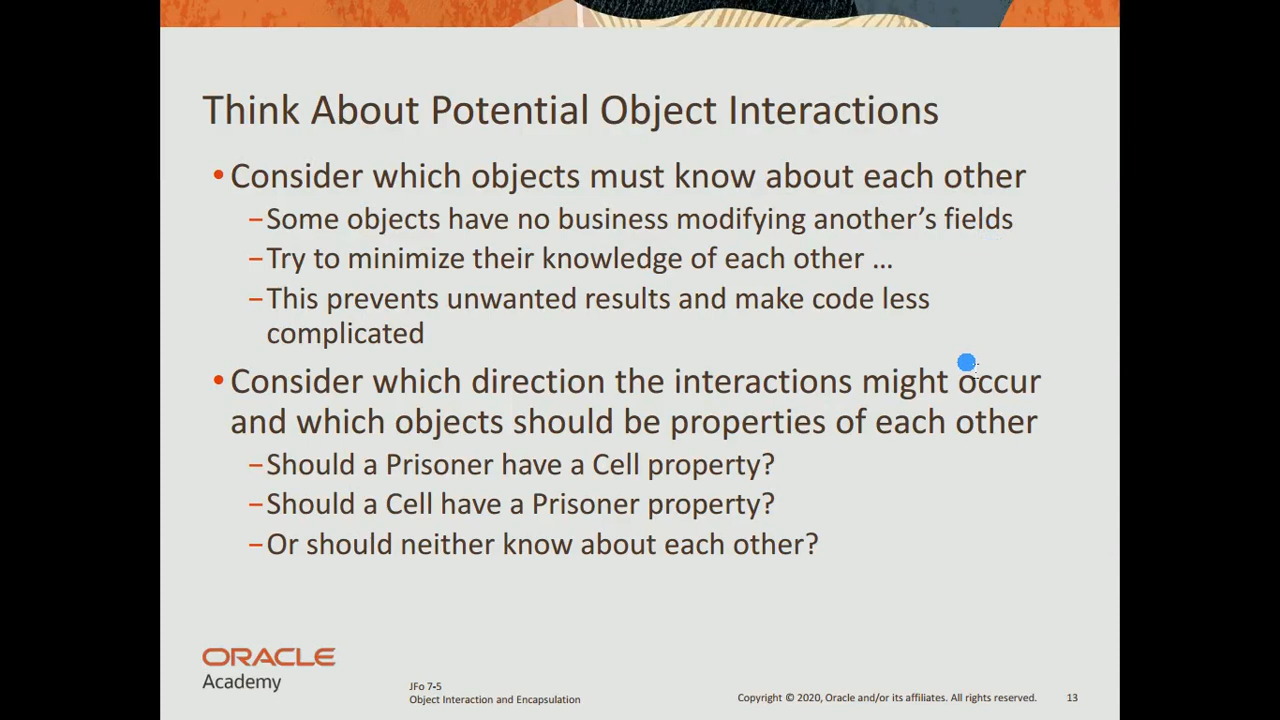 Think About Potential Object Interactions
•Consider which objects must know about each other
–Some objects have no business modifying another’s fields
–Try to minimize their knowledge of each other …
–This prevents unwanted results and make code less
complicated
•Consider which direction the interactions might occur
and which objects should be properties of each other
–Should a Prisoner have a Cell property?
–Should a Cell have a Prisoner property?
–Or should neither know about each other?
ORACLE
Academy
JFo 7-5
Object Interaction and Encapsulation
Copyright © 2020, Oracle and/or its affiliates. All rights reserved. 13